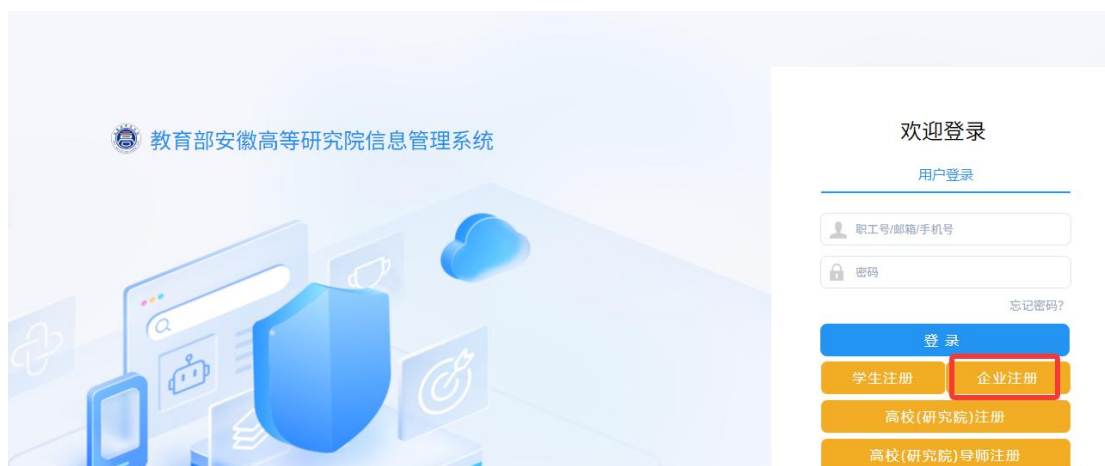 教育部安徽高等研究院信息管理系统
欢迎登录
用户登录
职工号/邮箱/手机号
密码
忘记密码?
登 录
学生注册
企业注册
高校(研究院)注册
高校(研究院)导师注册